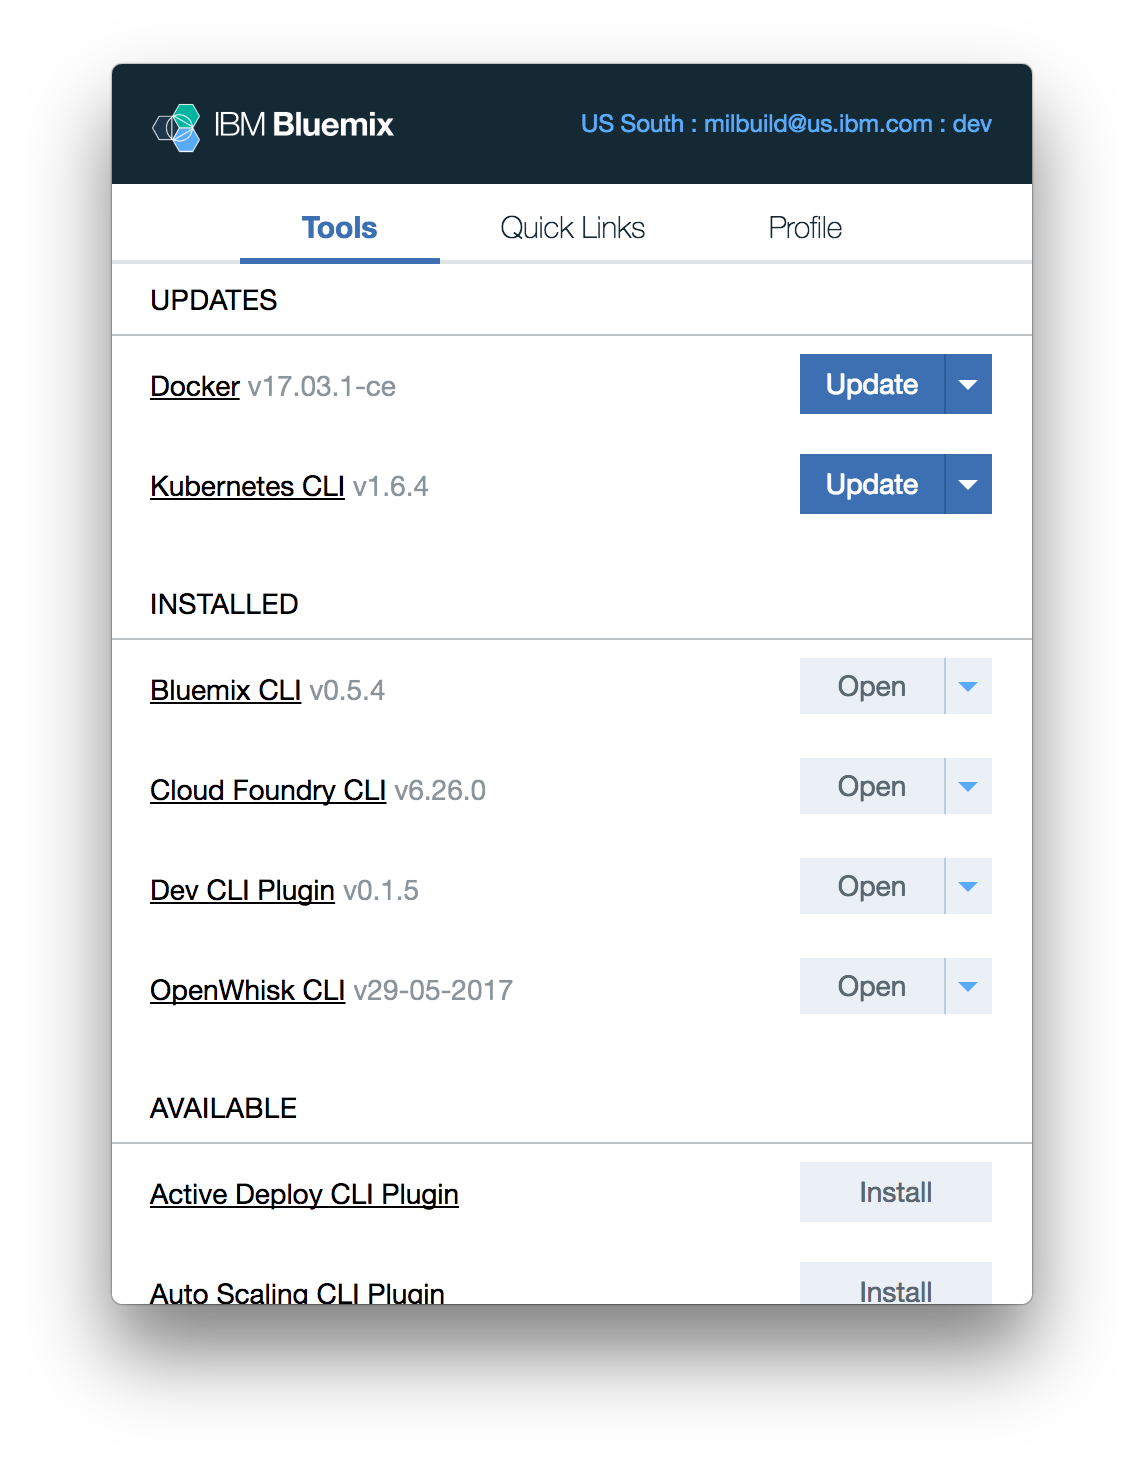 IBM Bluemix
US South : milbuild@us.ibm.com : dev
Tools Quick Links Profile
UPDATES
Docker v17.03.1-ce Update
Kubernetes CLI v1.6.4 Update
INSTALLED
Bluemix CLI v0.5.4 Open
Cloud Foundry CLI v6.26.0 Open
Dev CLI Plugin v0.1.5 Open
OpenWhisk CLI v29-05-2017 Open
AVAILABLE
Active Deploy CLI Plugin Install
Auto Scaling CLI Plugin Install